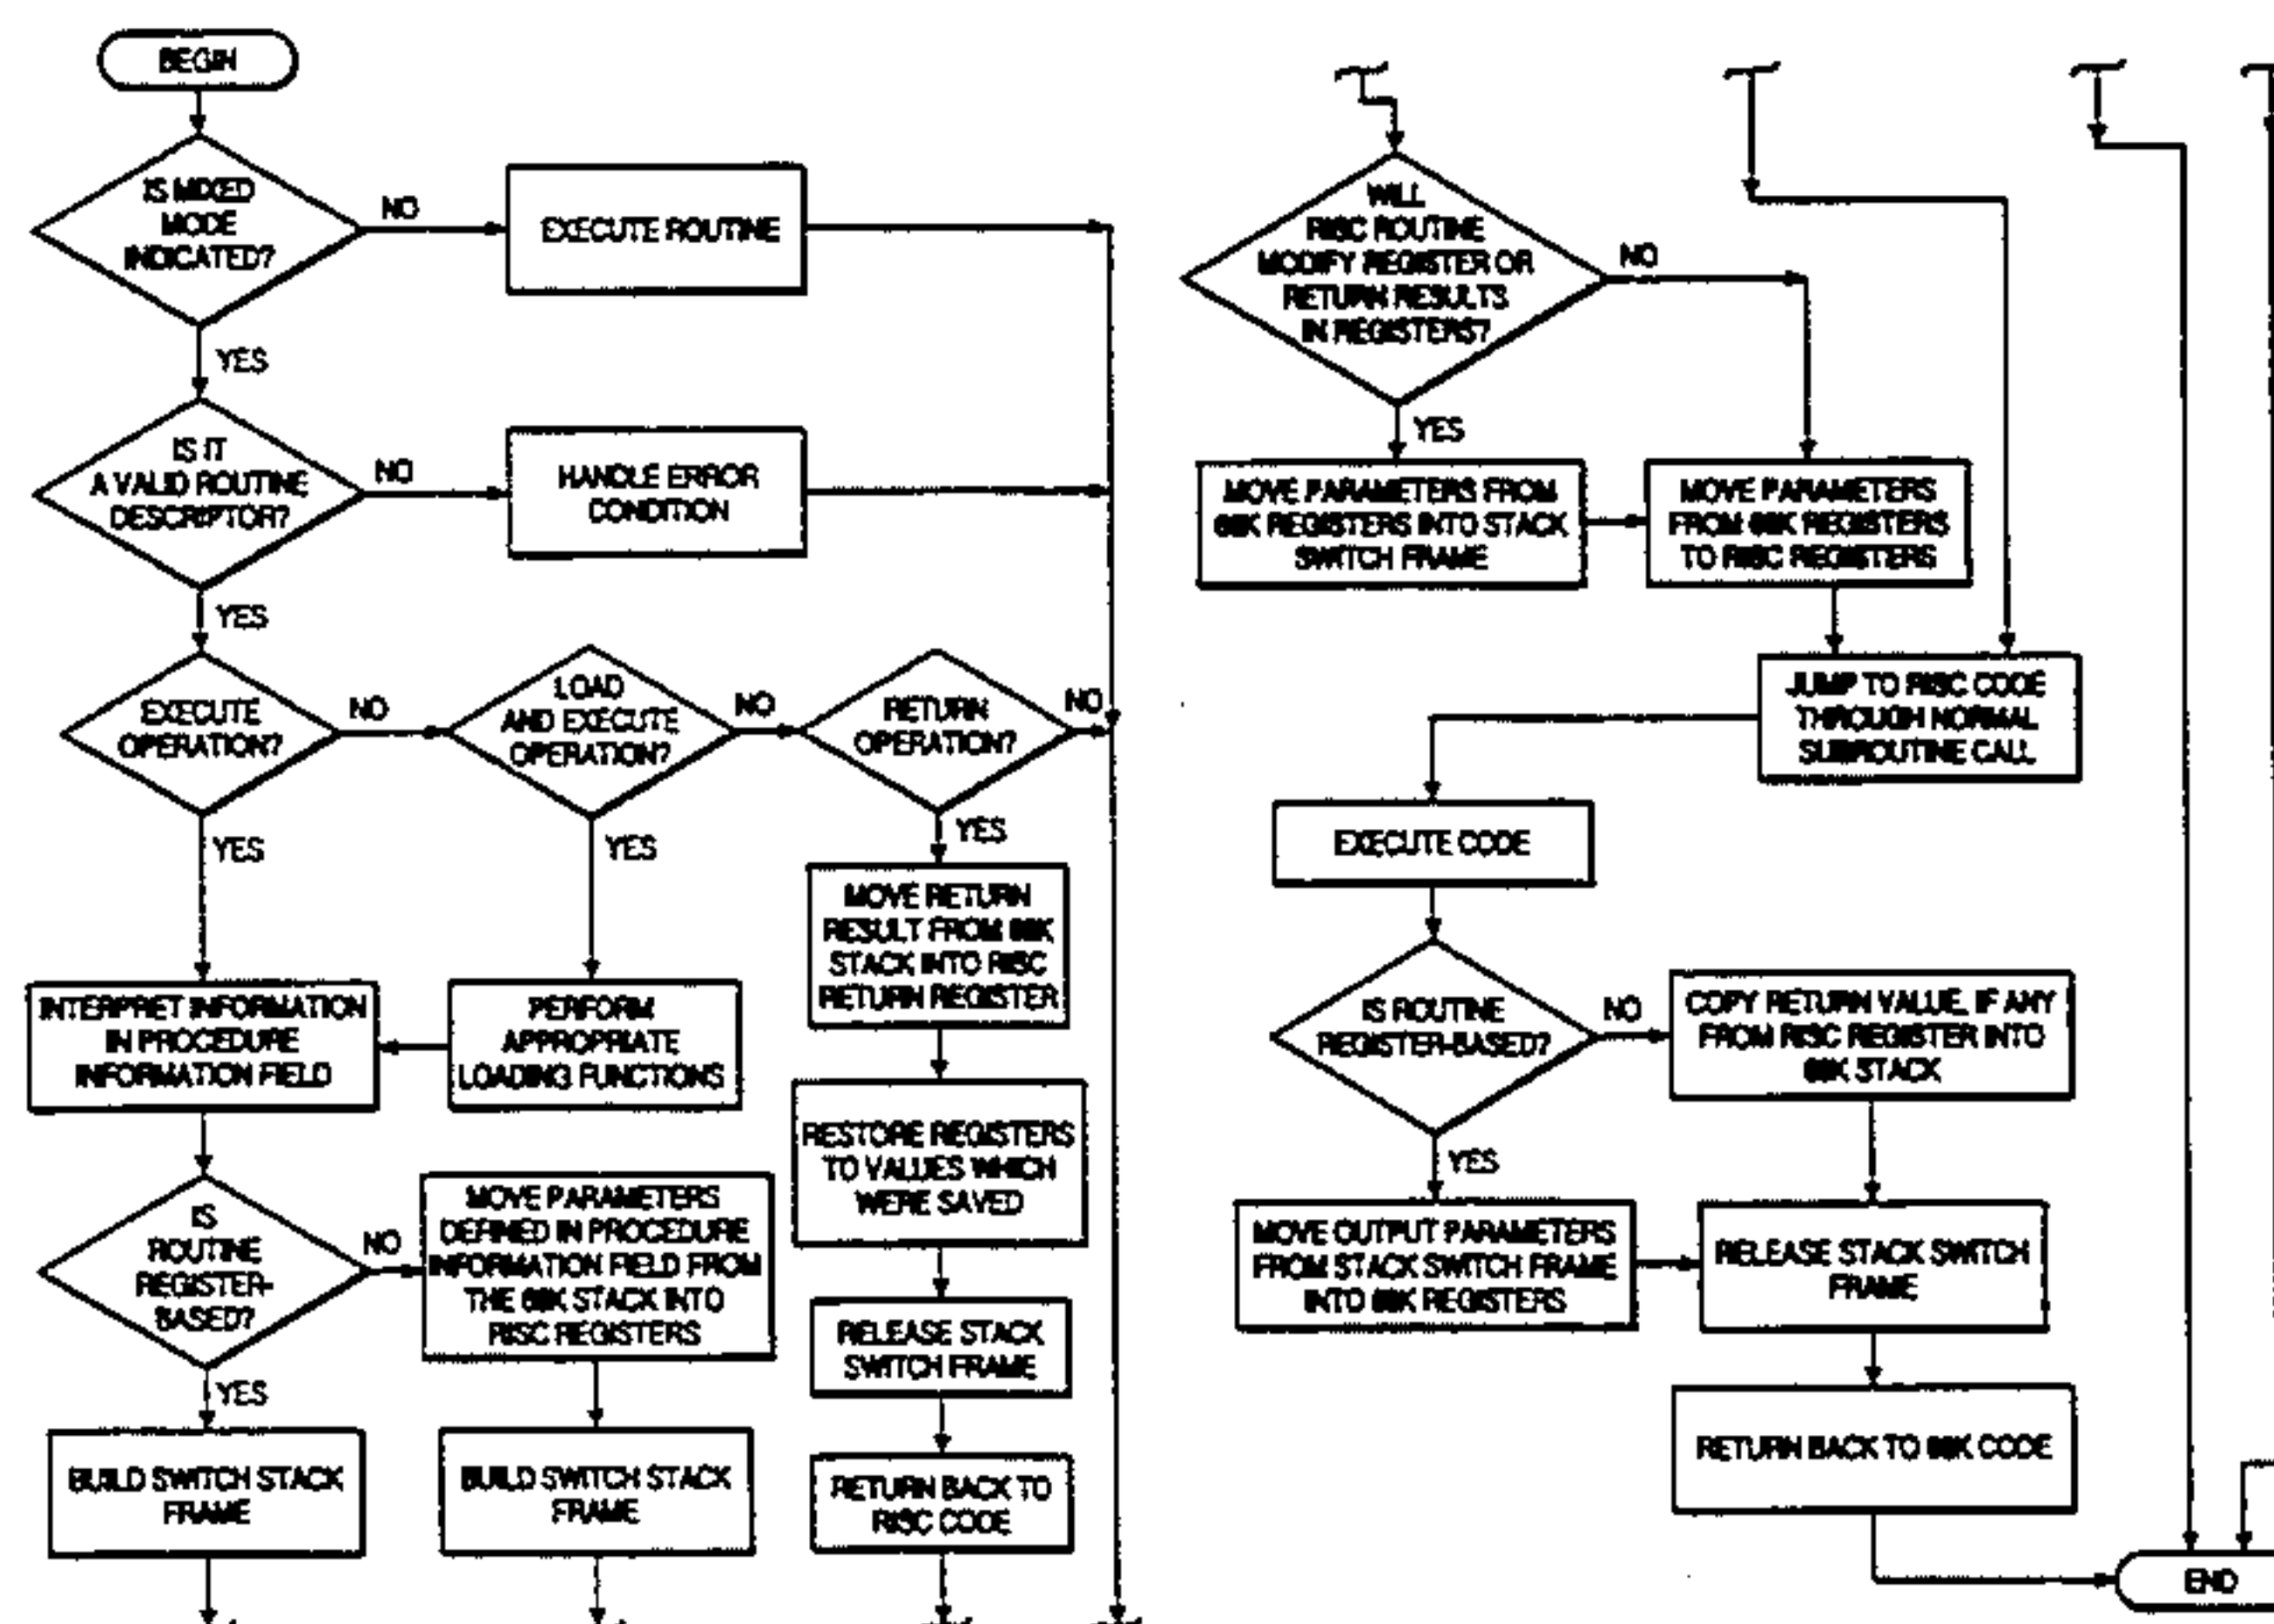 BEGIN
IS MIXED
MODE
INDICATED?
NO
EXECUTE ROUTINE
YES
IS IT
A VALID ROUTINE
DESCRIPTOR?
NO
HANDLE ERROR
CONDITION
YES
EXECUTE
OPERATION?
NO
LOAD
AND EXECUTE
OPERATION?
NO
RETURN
OPERATION?
NO
YES
YES
YES
INTERPRET INFORMATION
IN PROCEDURE
INFORMATION FIELD
PERFORM
APPROPRIATE
LOADING FUNCTIONS
MOVE RETURN
RESULT FROM 68K
STACK INTO RISC
RETURN REGISTER
RESTORE REGISTERS
TO VALUES WHICH
WERE SAVED
IS
ROUTINE
REGISTER-
BASED?
NO
MOVE PARAMETERS
DEFINED IN PROCEDURE
INFORMATION FIELD FROM
THE 68K STACK INTO
RISC REGISTERS
RELEASE STACK
SWITCH FRAME
YES
BUILD SWITCH STACK
FRAME
BUILD SWITCH STACK
FRAME
RETURN BACK TO
RISC CODE
WILL
RISC ROUTINE
MODIFY REGISTER OR
RETURN RESULTS
IN REGISTERS?
NO
YES
MOVE PARAMETERS FROM
68K REGISTERS INTO STACK
SWITCH FRAME
MOVE PARAMETERS
FROM 68K REGISTERS
TO RISC REGISTERS
JUMP TO RISC CODE
THROUGH NORMAL
SUBROUTINE CALL
EXECUTE CODE
IS ROUTINE
REGISTER-BASED?
NO
COPY RETURN VALUE, IF ANY
FROM RISC REGISTER INTO
68K STACK
YES
MOVE OUTPUT PARAMETERS
FROM STACK SWITCH FRAME
INTO 68K REGISTERS
RELEASE STACK SWITCH
FRAME
RETURN BACK TO 68K CODE
END